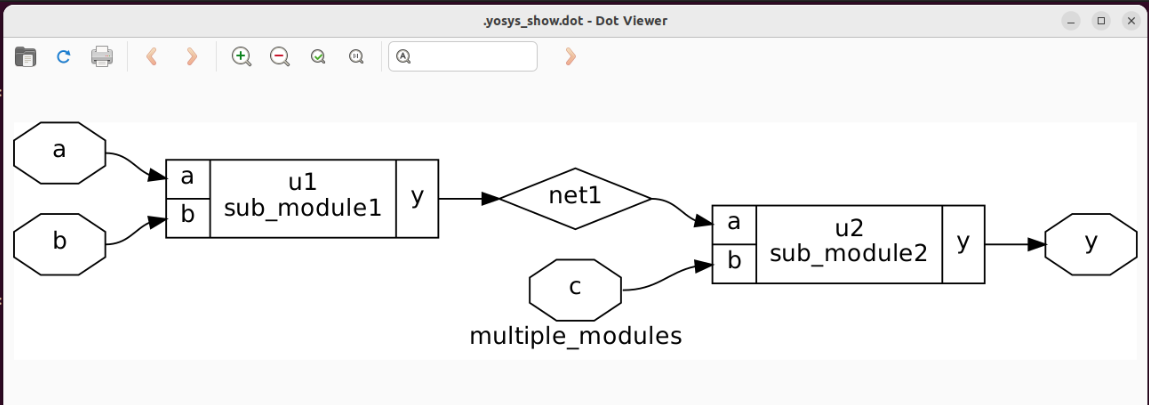 .yosys_show.dot - Dot Viewer
a
b
a
b
u1
sub_module1
y
net1
c
a
b
u2
sub_module2
y
y
multiple_modules